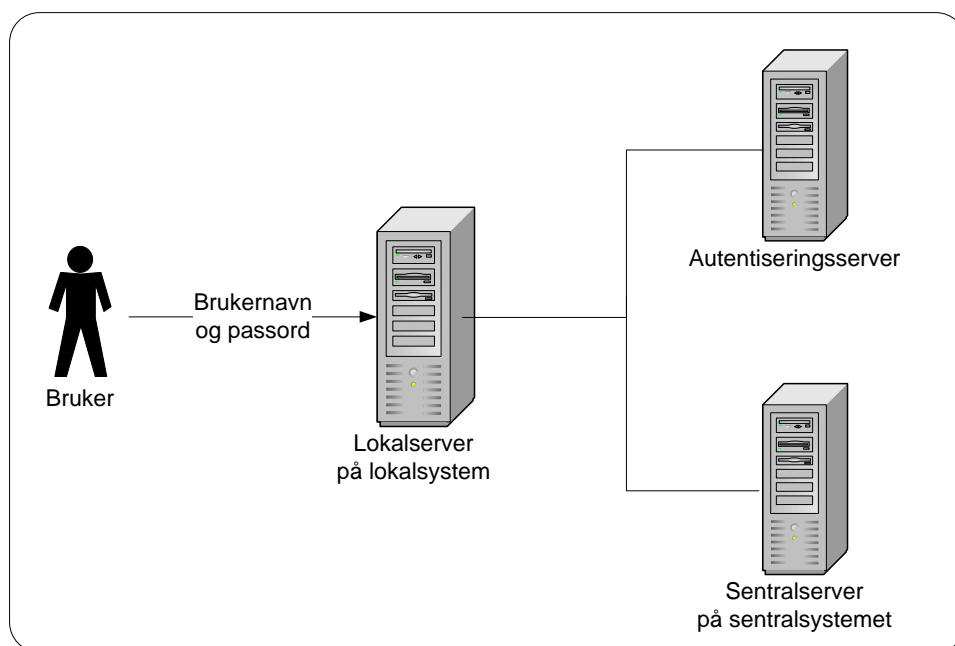 Autentiseringsserver
Brukernavn
og passord
Bruker
Lokalserver
på lokalsystem
Sentralserver
på sentralsystemet